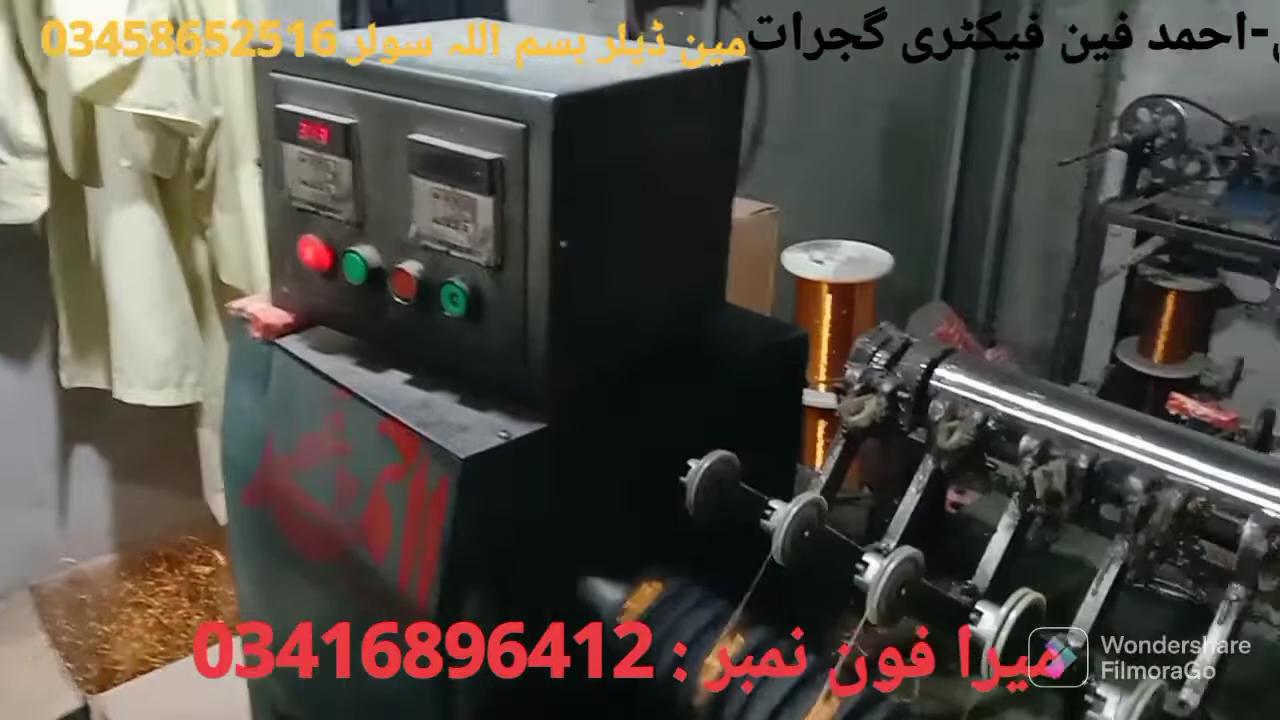 -احمد فین فیکٹری گجرات
مین ڈیلر بسم اللہ سولر 03458652516
میرا فون نمبر : 03416896412
Wondershare
FilmoraGo